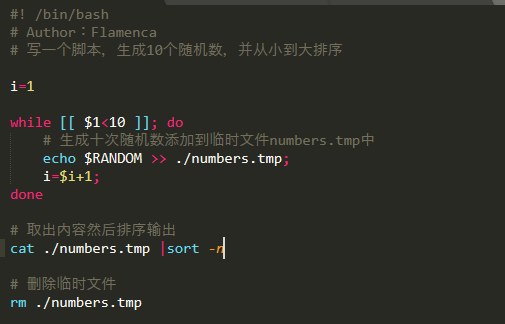 #! /bin/bash
# Author：Flamenca
# 写一个脚本，生成10个随机数，并从小到大排序
i=1
while [[ $1<10 ]]; do
# 生成十次随机数添加到临时文件numbers.tmp中
echo $RANDOM >> ./numbers.tmp;
i=$i+1;
done
# 取出内容然后排序输出
cat ./numbers.tmp |sort -n
# 删除临时文件
rm ./numbers.tmp